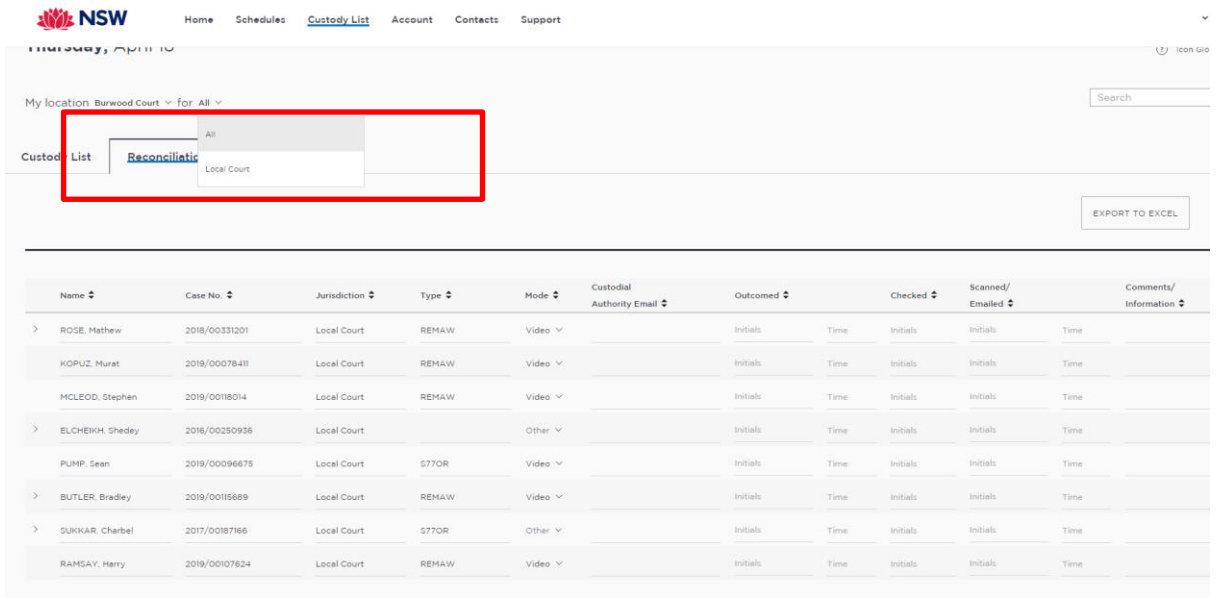 NSW Home Schedules Custody List Account Contacts Support
Thursday, April 18
Icon Glo
My location Burwood Court for All
Search
All
Custody List Reconciliatio
Local Court
EXPORT TO EXCEL
Name Case No. Jurisdiction Type Mode Custodial Authority Email Outcomed Checked Scanned/ Emailed Comments/ Information
ROSE, Mathew 2018/00331201 Local Court REMAW Video Initials Time Initials Initials Time
KOPUZ, Murat 2019/00078411 Local Court REMAW Video Initials Time Initials Initials Time
MCLEOD, Stephen 2019/00118014 Local Court REMAW Video Initials Time Initials Initials Time
ELCHEIKH, Shedey 2016/00250936 Local Court Other Initials Time Initials Initials Time
PUMP, Sean 2019/00096675 Local Court S77OR Video Initials Time Initials Initials Time
BUTLER, Bradley 2019/00115689 Local Court REMAW Video Initials Time Initials Initials Time
SUKKAR, Charbel 2017/00187166 Local Court S77OR Other Initials Time Initials Initials Time
RAMSAY, Harry 2019/00107624 Local Court REMAW Video Initials Time Initials Initials Time